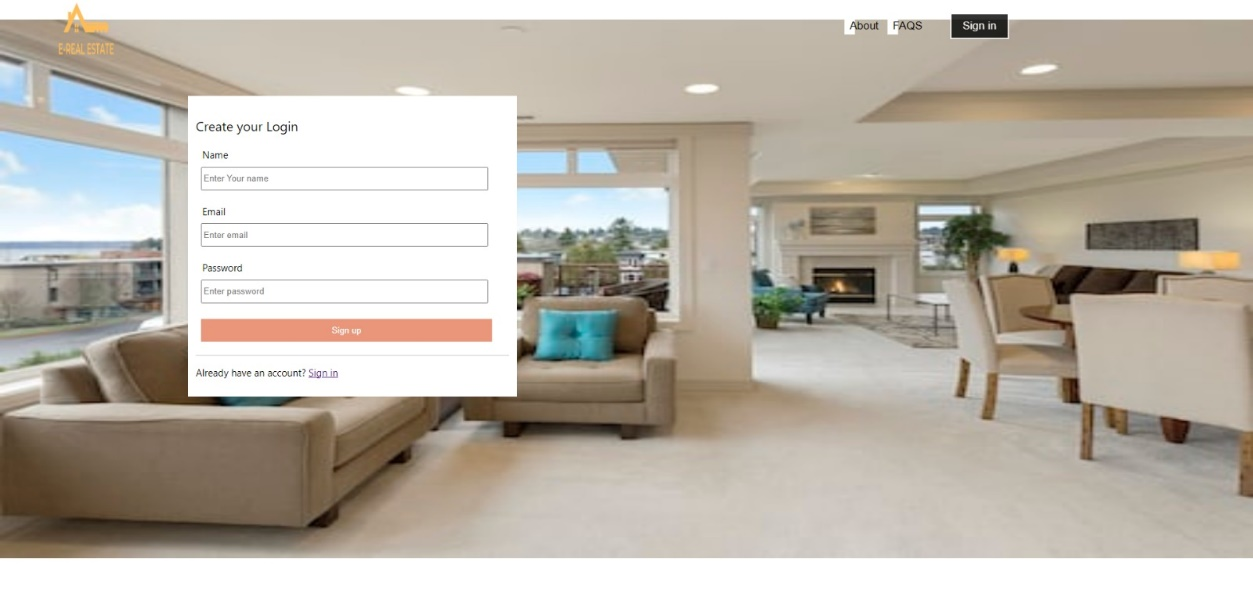 E-REAL ESTATE
About FAQS Sign in
Create your Login
Name
Enter Your name
Email
Enter email
Password
Enter password
Sign up
Already have an account? Sign in